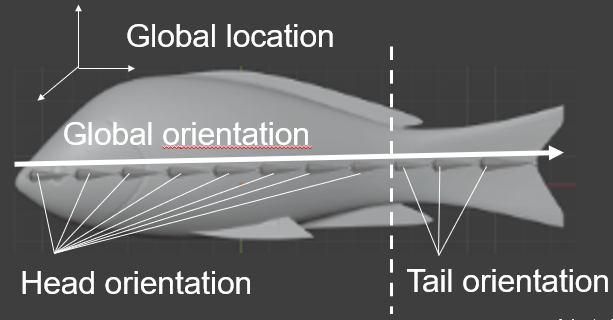 Global location
Global orientation
Head orientation
Tail orientation